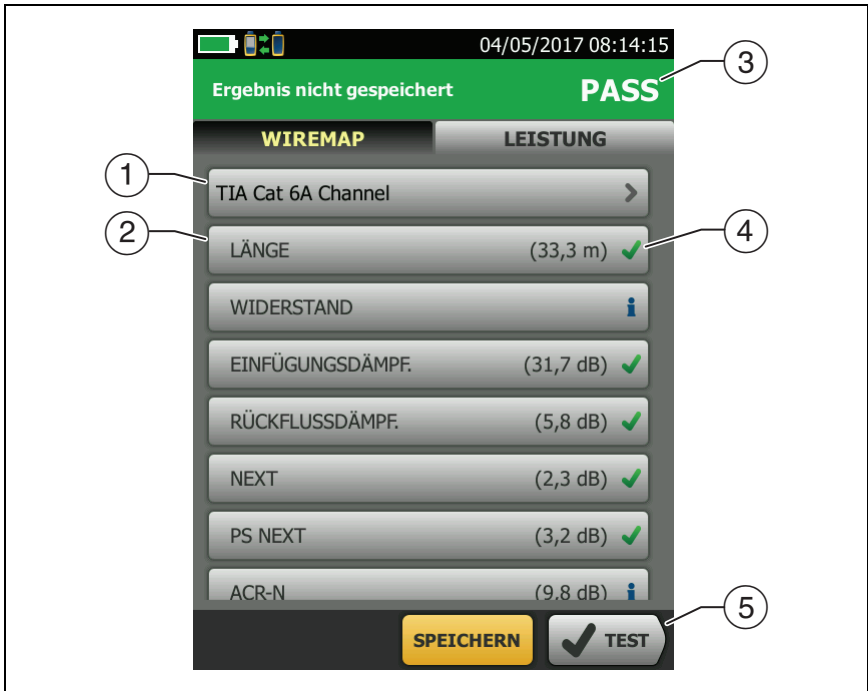 04/05/2017 08:14:15
Ergebnis nicht gespeichert PASS
3
WIREMAP LEISTUNG
1
TIA Cat 6A Channel
2
LÄNGE (33,3 m)
4
WIDERSTAND i
EINFÜGUNGSDÄMPF. (31,7 dB)
RÜCKFLUSSDÄMPF. (5,8 dB)
NEXT (2,3 dB)
PS NEXT (3,2 dB)
ACR-N (9,8 dB) i
SPEICHERN TEST
5